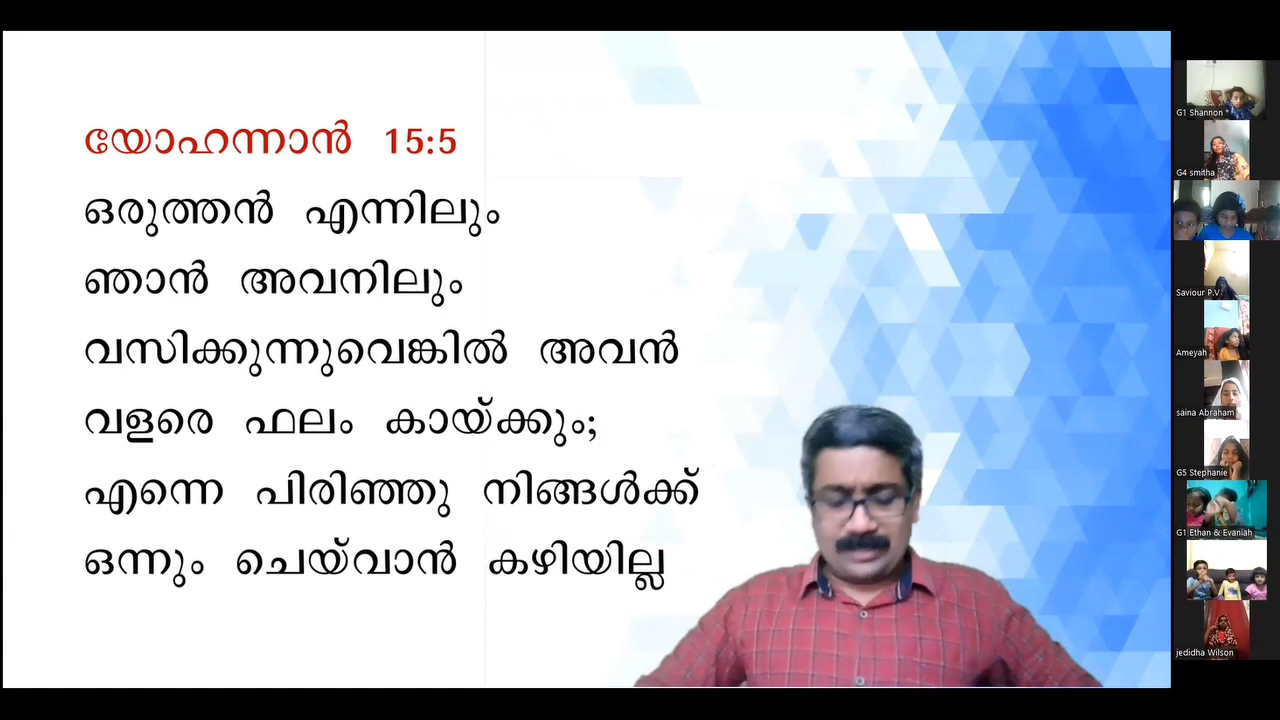 യോഹന്നാൻ 15:5
ഒരുത്തൻ എന്നിലും
ഞാൻ അവനിലും
വസിക്കുന്നുവെങ്കിൽ അവൻ
വളരെ ഫലം കായ്ക്കും;
എന്നെ പിരിഞ്ഞു നിങ്ങൾക്ക്
ഒന്നും ചെയ്‌വാൻ കഴിയില്ല
G1 Shannon *
G4 smitha
Saviour P.V
Ameyah
saina Abraham
G5 Stephanie
G1 Ethan & Evaniah
jedidha Wilson